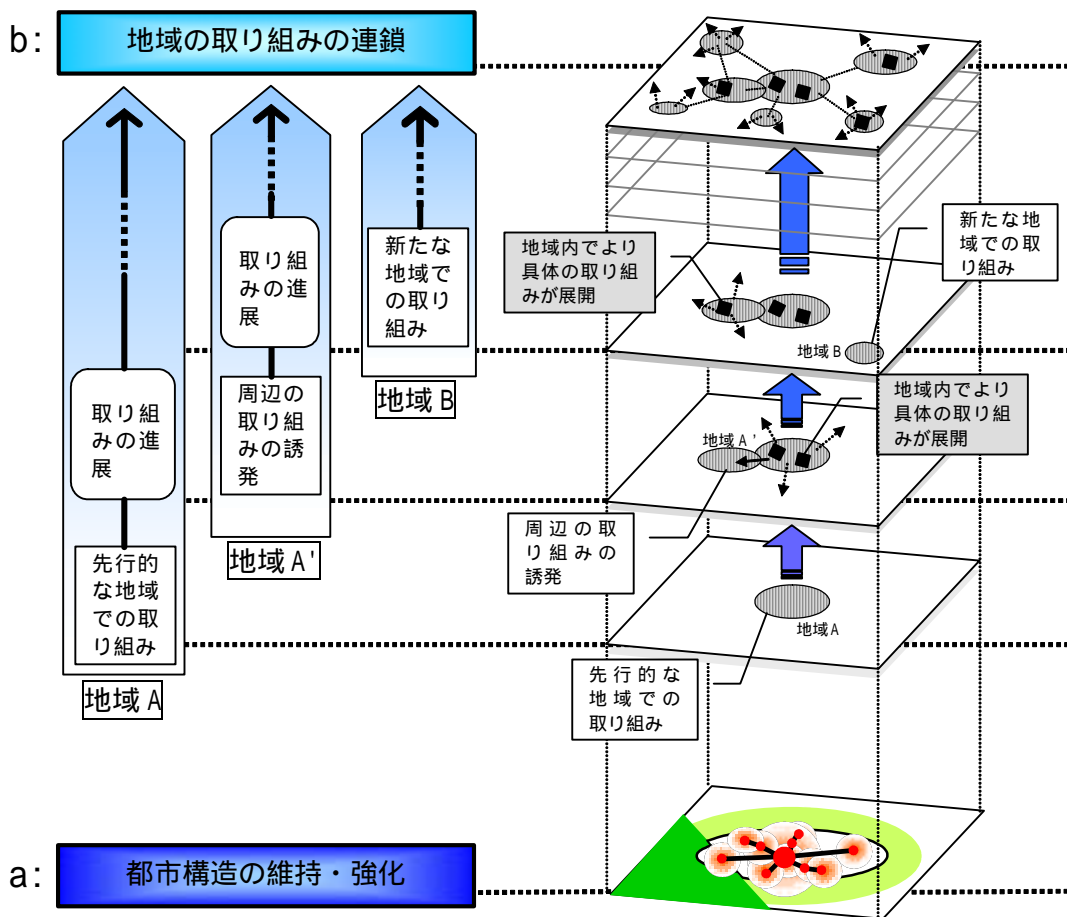 b:
地域の取り組みの連鎖
取り組
みの進
展
先行的
な地域
での取
り組み
地域 A
取り組
みの進
展
周辺の
取り組
みの誘
発
地域 A'
新たな
地域で
の取り
組み
地域 B
地域内でより
具体の取り組
みが展開
新たな地
域での取
り組み
地域 B
地域内でより
具体の取り組
みが展開
地域 A '
周辺の取
り組みの
誘発
地域 A
先行的な
地域での
取り組み
a:
都市構造の維持・強化